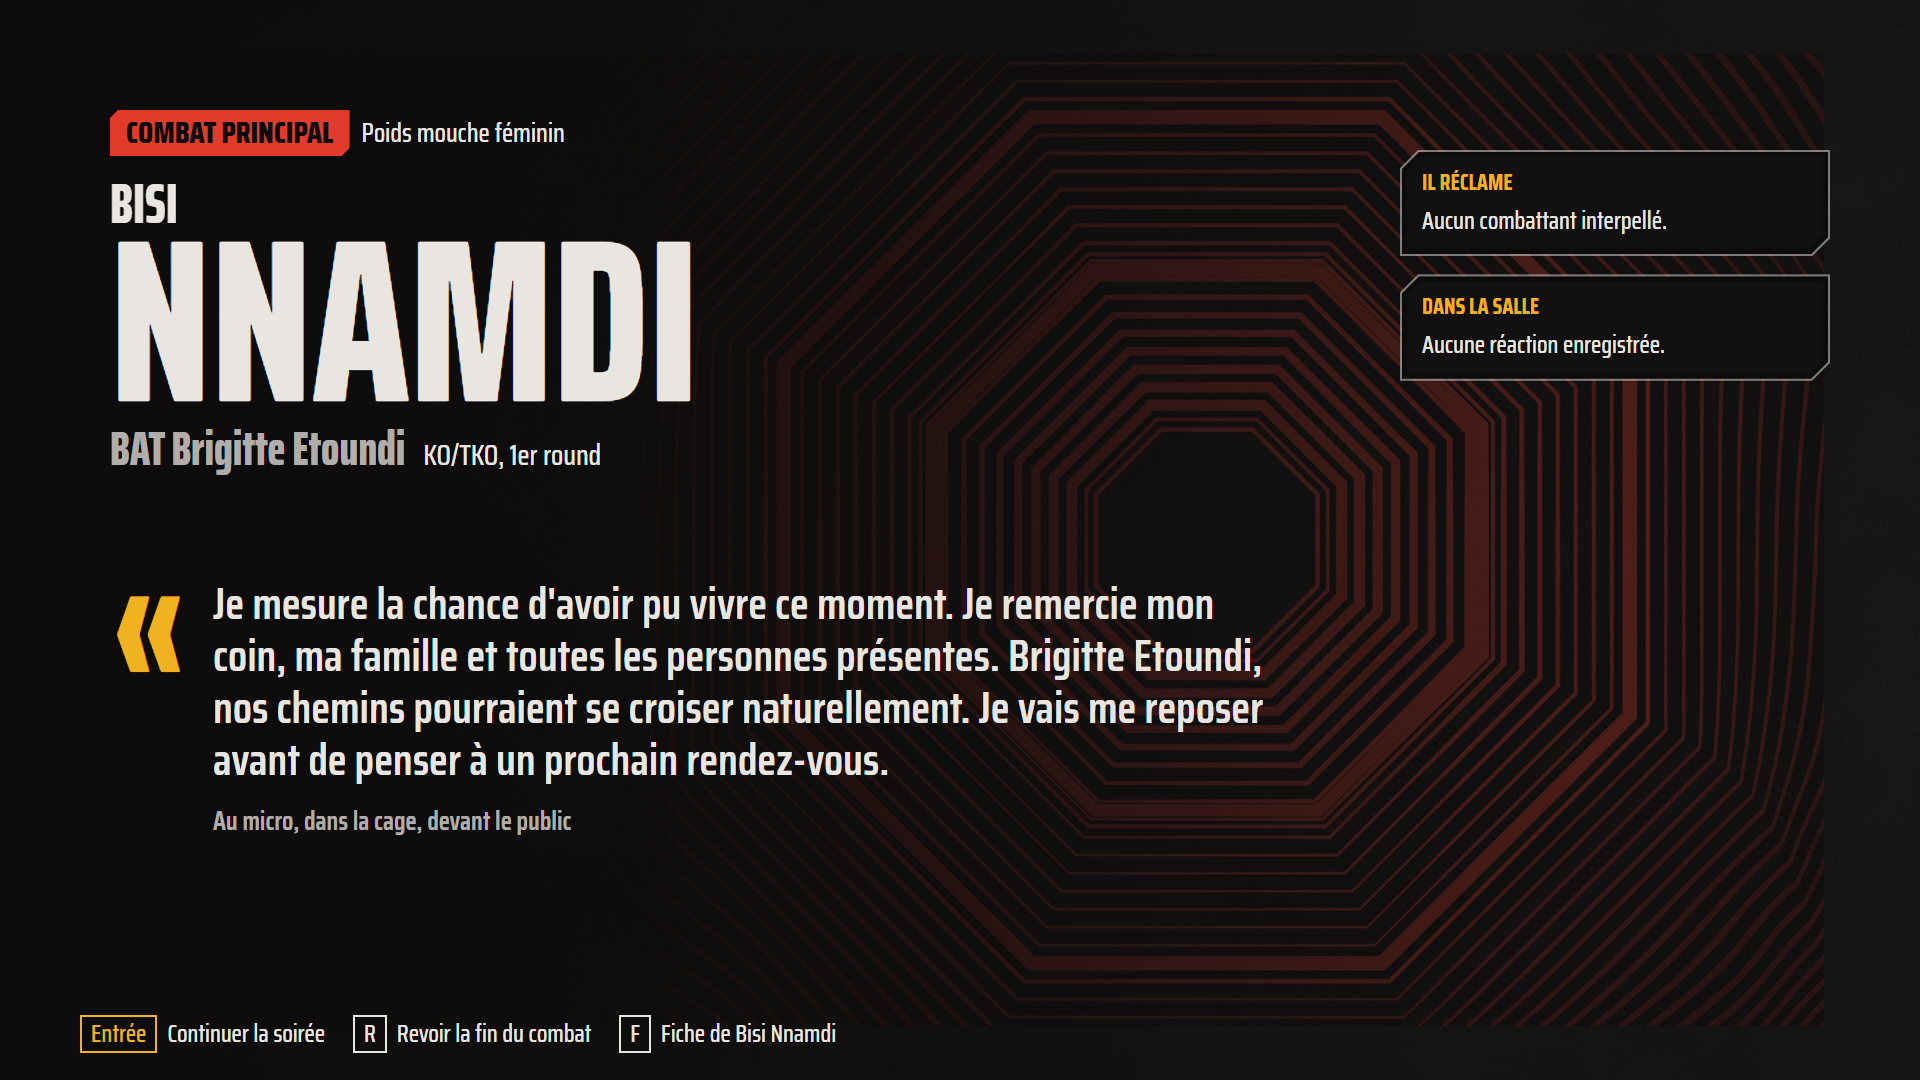 COMBAT PRINCIPAL Poids mouche féminin
BISI
NNAMDI
BAT Brigitte Etoundi KO/TKO, 1er round
IL RÉCLAME
Aucun combattant interpellé.
DANS LA SALLE
Aucune réaction enregistrée.
« Je mesure la chance d'avoir pu vivre ce moment. Je remercie mon
coin, ma famille et toutes les personnes présentes. Brigitte Etoundi,
nos chemins pourraient se croiser naturellement. Je vais me reposer
avant de penser à un prochain rendez-vous.
Au micro, dans la cage, devant le public
Entrée Continuer la soirée R Revoir la fin du combat F Fiche de Bisi Nnamdi